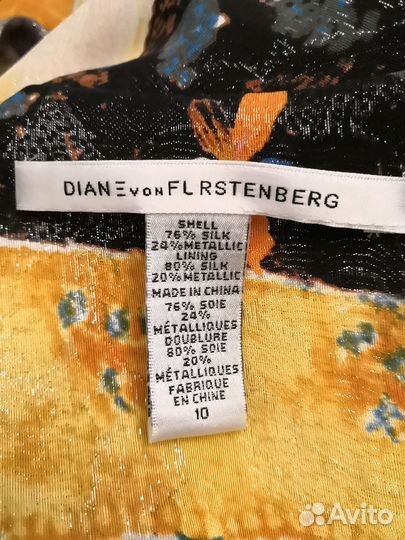 DIANE VON FURSTENBERG
SHELL
76% SILK
24% METALLIC
LINING
80% SILK
20% METALLIC
MADE IN CHINA
76% SOIE
24%
MÉTALLIQUES
DOUBLURE
80% SOIE
20%
MÉTALLIQUES
FABRIQUE
EN CHINE
10
Avito